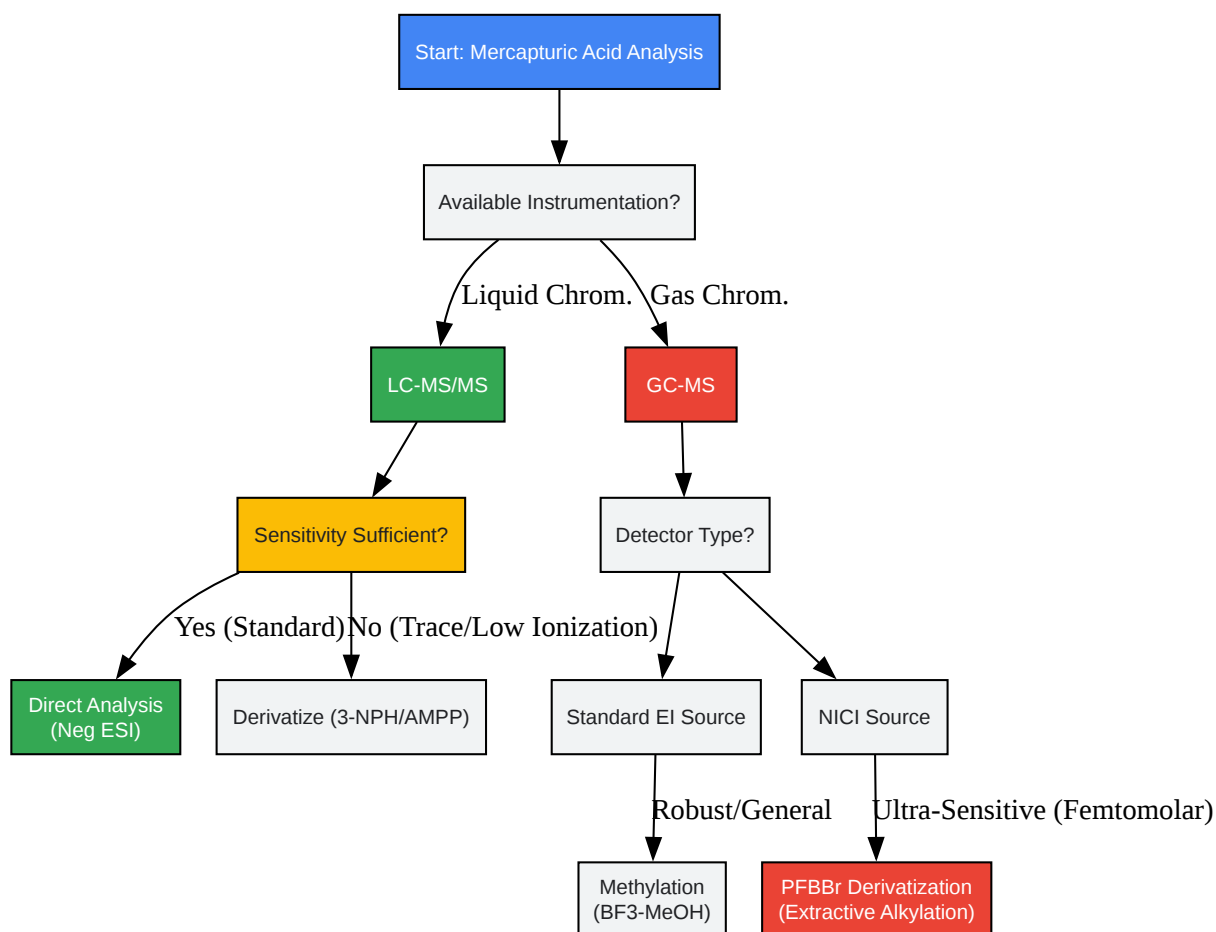 Start: Mercapturic Acid Analysis
Available Instrumentation?
Liquid Chrom.
Gas Chrom.
LC-MS/MS
GC-MS
Sensitivity Sufficient?
Detector Type?
Yes (Standard)
No (Trace/Low Ionization)
Direct Analysis
(Neg ESI)
Derivatize (3-NPH/AMPP)
Standard EI Source
NICI Source
Robust/General
Ultra-Sensitive (Femtomolar)
Methylation
(BF3-MeOH)
PFBBr Derivatization
(Extractive Alkylation)